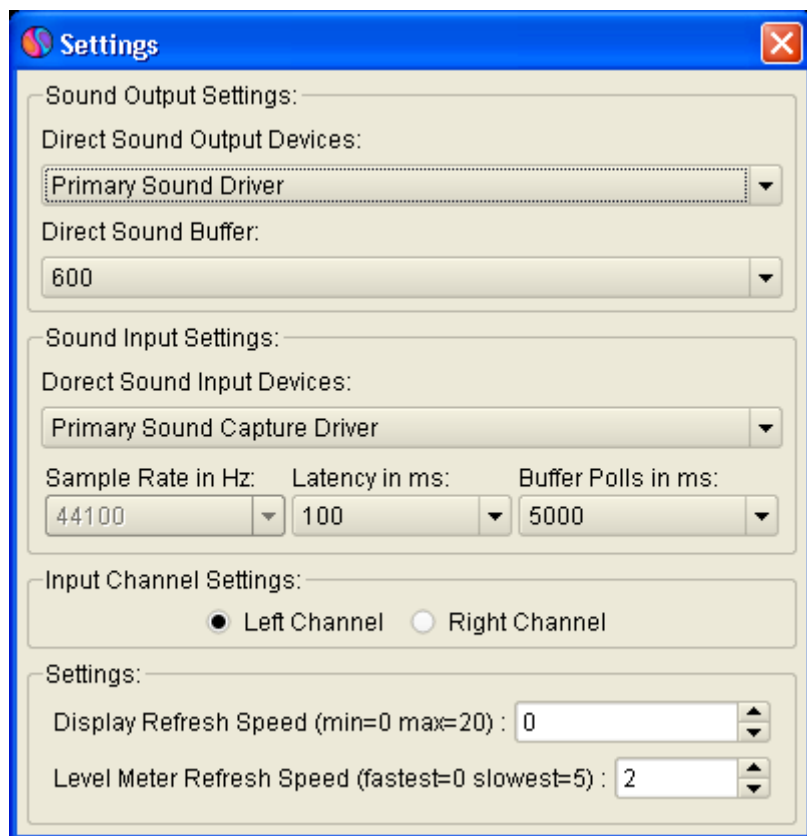 Settings
Sound Output Settings:
Direct Sound Output Devices:
Primary Sound Driver
Direct Sound Buffer:
600
Sound Input Settings:
Dorect Sound Input Devices:
Primary Sound Capture Driver
Sample Rate in Hz: Latency in ms: Buffer Polls in ms:
44100 100 5000
Input Channel Settings:
Left Channel Right Channel
Settings:
Display Refresh Speed (min=0 max=20) : 0
Level Meter Refresh Speed (fastest=0 slowest=5) : 2